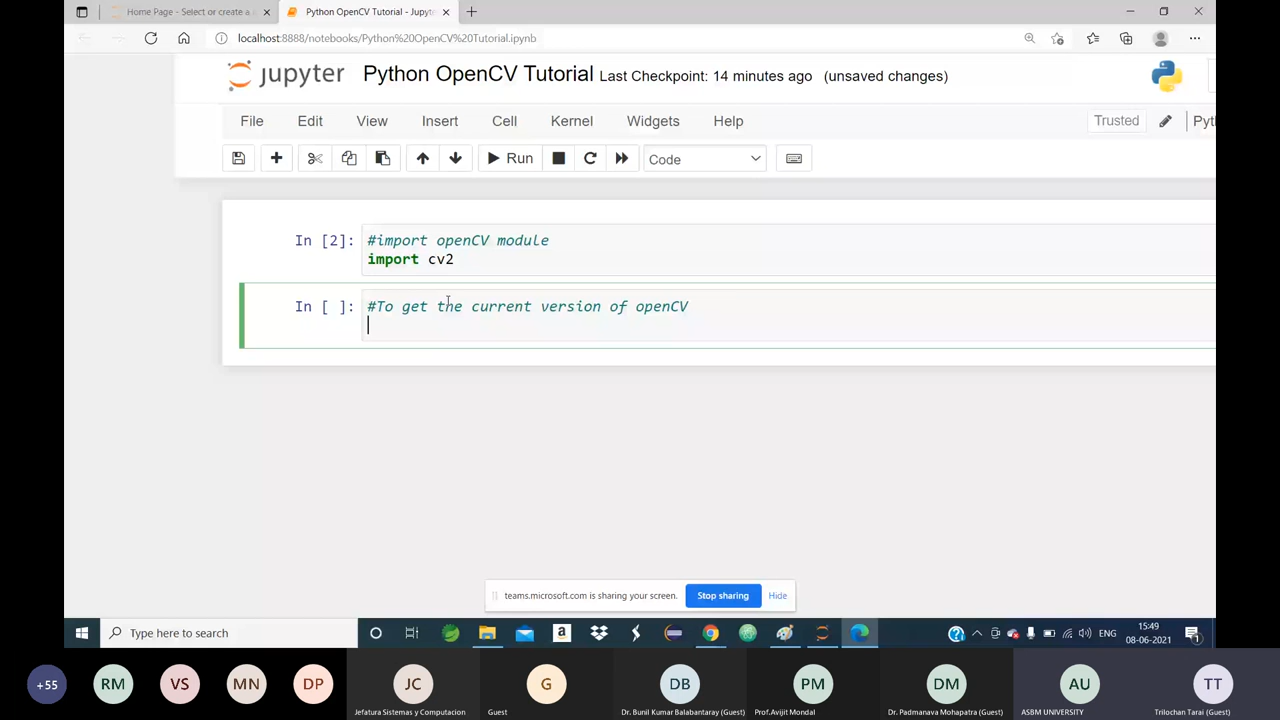 Home Page - Select or create a
Python OpenCV Tutorial - Jupyte
localhost:8888/notebooks/Python%20OpenCV%20Tutorial.ipynb
jupyter Python OpenCV Tutorial Last Checkpoint: 14 minutes ago (unsaved changes)
File Edit View Insert Cell Kernel Widgets Help Trusted Pyt
Run Code
In [2]: #import openCV module
import cv2
In [ ]: #To get the current version of openCV
teams.microsoft.com is sharing your screen. Stop sharing Hide
Type here to search
ENG
15:49
08-06-2021
1
+55 RM VS MN DP JC G DB PM DM AU TT
Jefatura Sistemas y Computacion Guest Dr. Bunil Kumar Balabantaray (Guest) Prof.Avijit Mondal Dr. Padmanava Mohapatra (Guest) ASBM UNIVERSITY Trilochan Tarai (Guest)